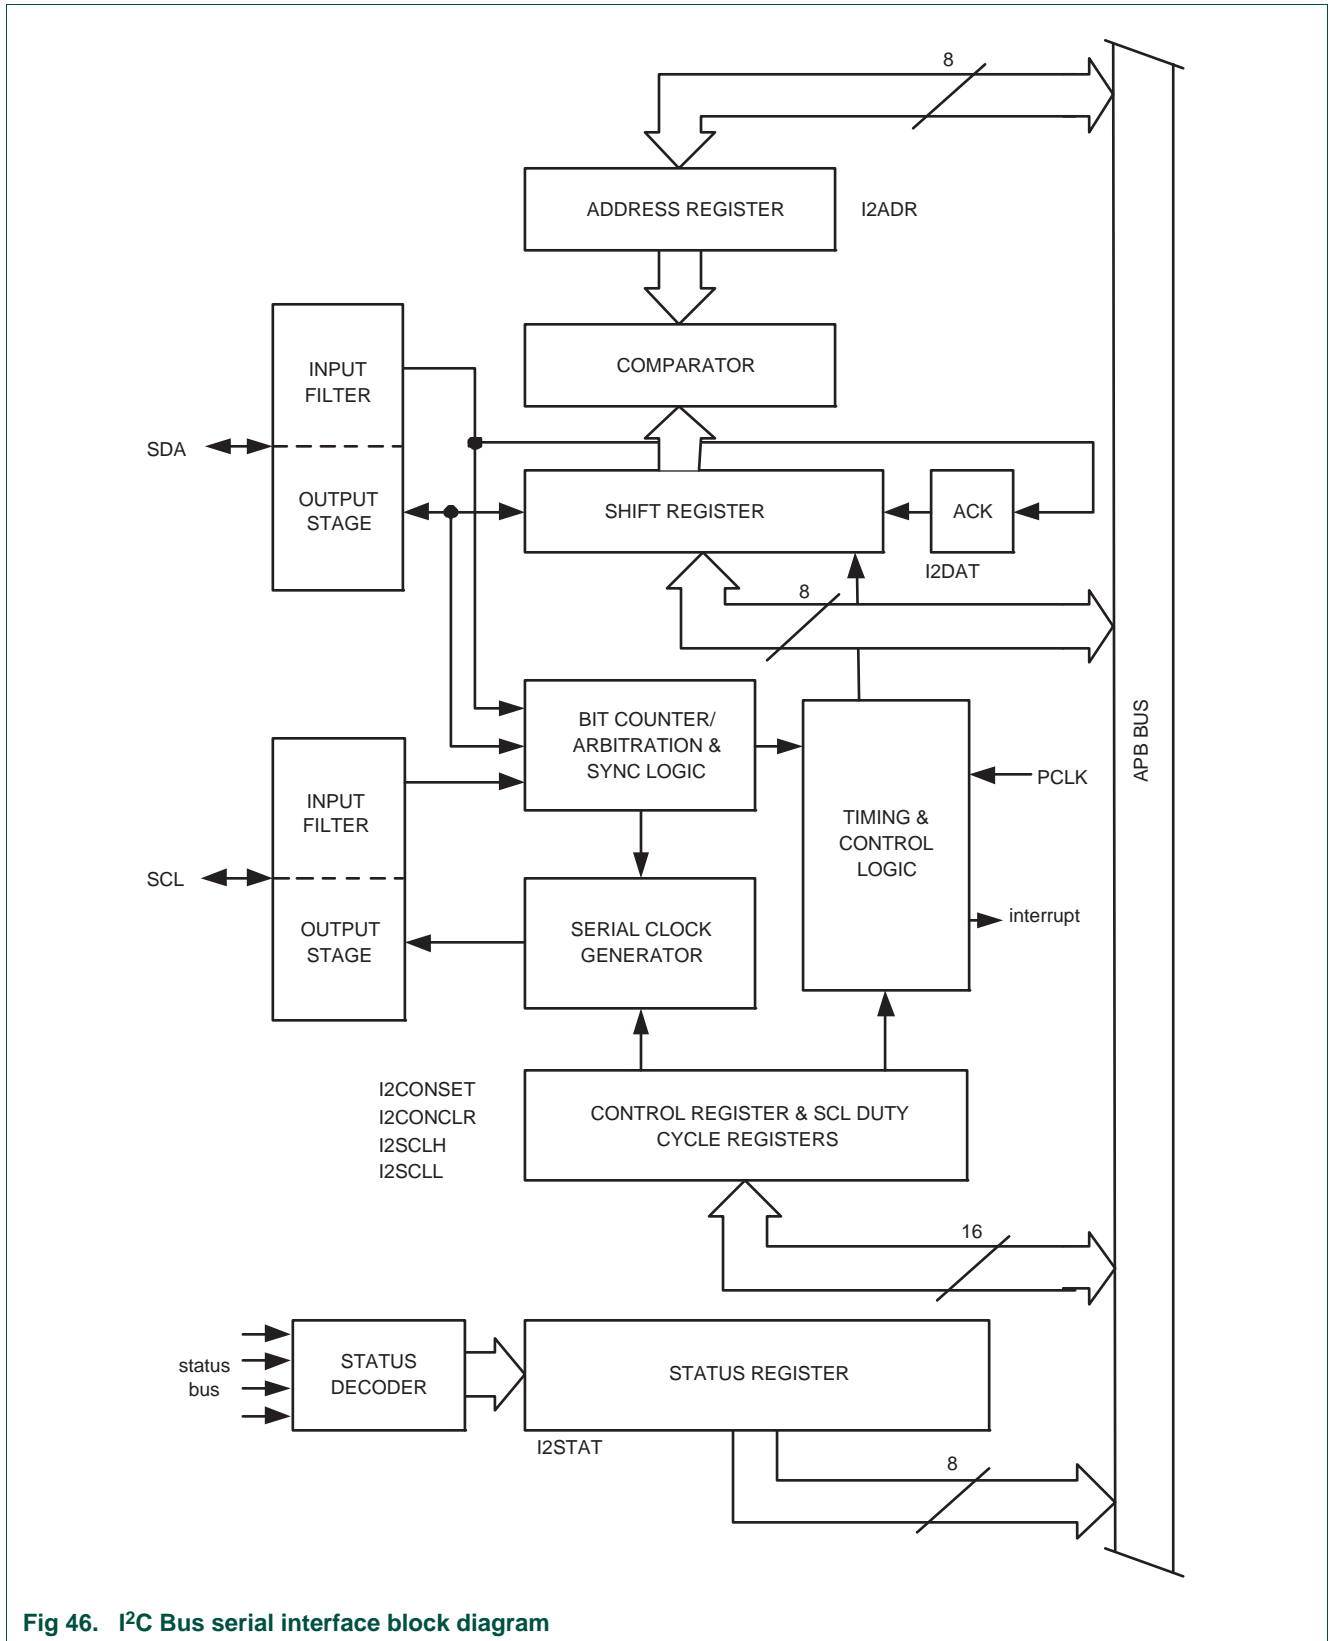 8
ADDRESS REGISTER
I2ADR
COMPARATOR
INPUT
FILTER
SDA
OUTPUT
STAGE
SHIFT REGISTER
ACK
I2DAT
8
BIT COUNTER/
ARBITRATION &
SYNC LOGIC
APB BUS
PCLK
INPUT
FILTER
TIMING &
CONTROL
LOGIC
SCL
interrupt
OUTPUT
STAGE
SERIAL CLOCK
GENERATOR
I2CONSET
I2CONCLR
I2SCLH
I2SCLL
CONTROL REGISTER & SCL DUTY
CYCLE REGISTERS
16
status
bus
STATUS
DECODER
STATUS REGISTER
I2STAT
8
Fig 46. I²C Bus serial interface block diagram